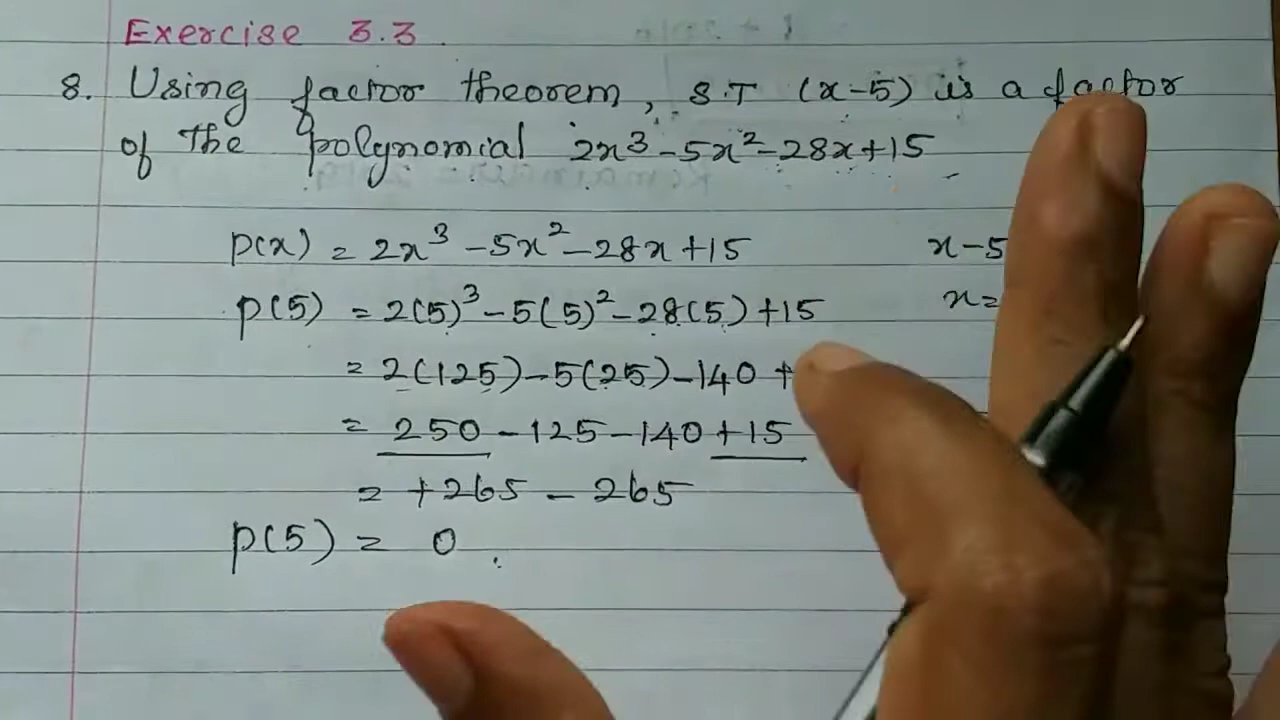 Exercise 3.3.
8. Using factor theorem, S.T (x-5) is a factor
of the polynomial 2x³-5x²-28x+15
p(x) = 2x³-5x²-28x+15
x-5
p(5) = 2(5)³-5(5)²-28(5)+15
x=
= 2(125)-5(25)-140+
= 250-125-140+15
= +265-265
p(5) = 0.